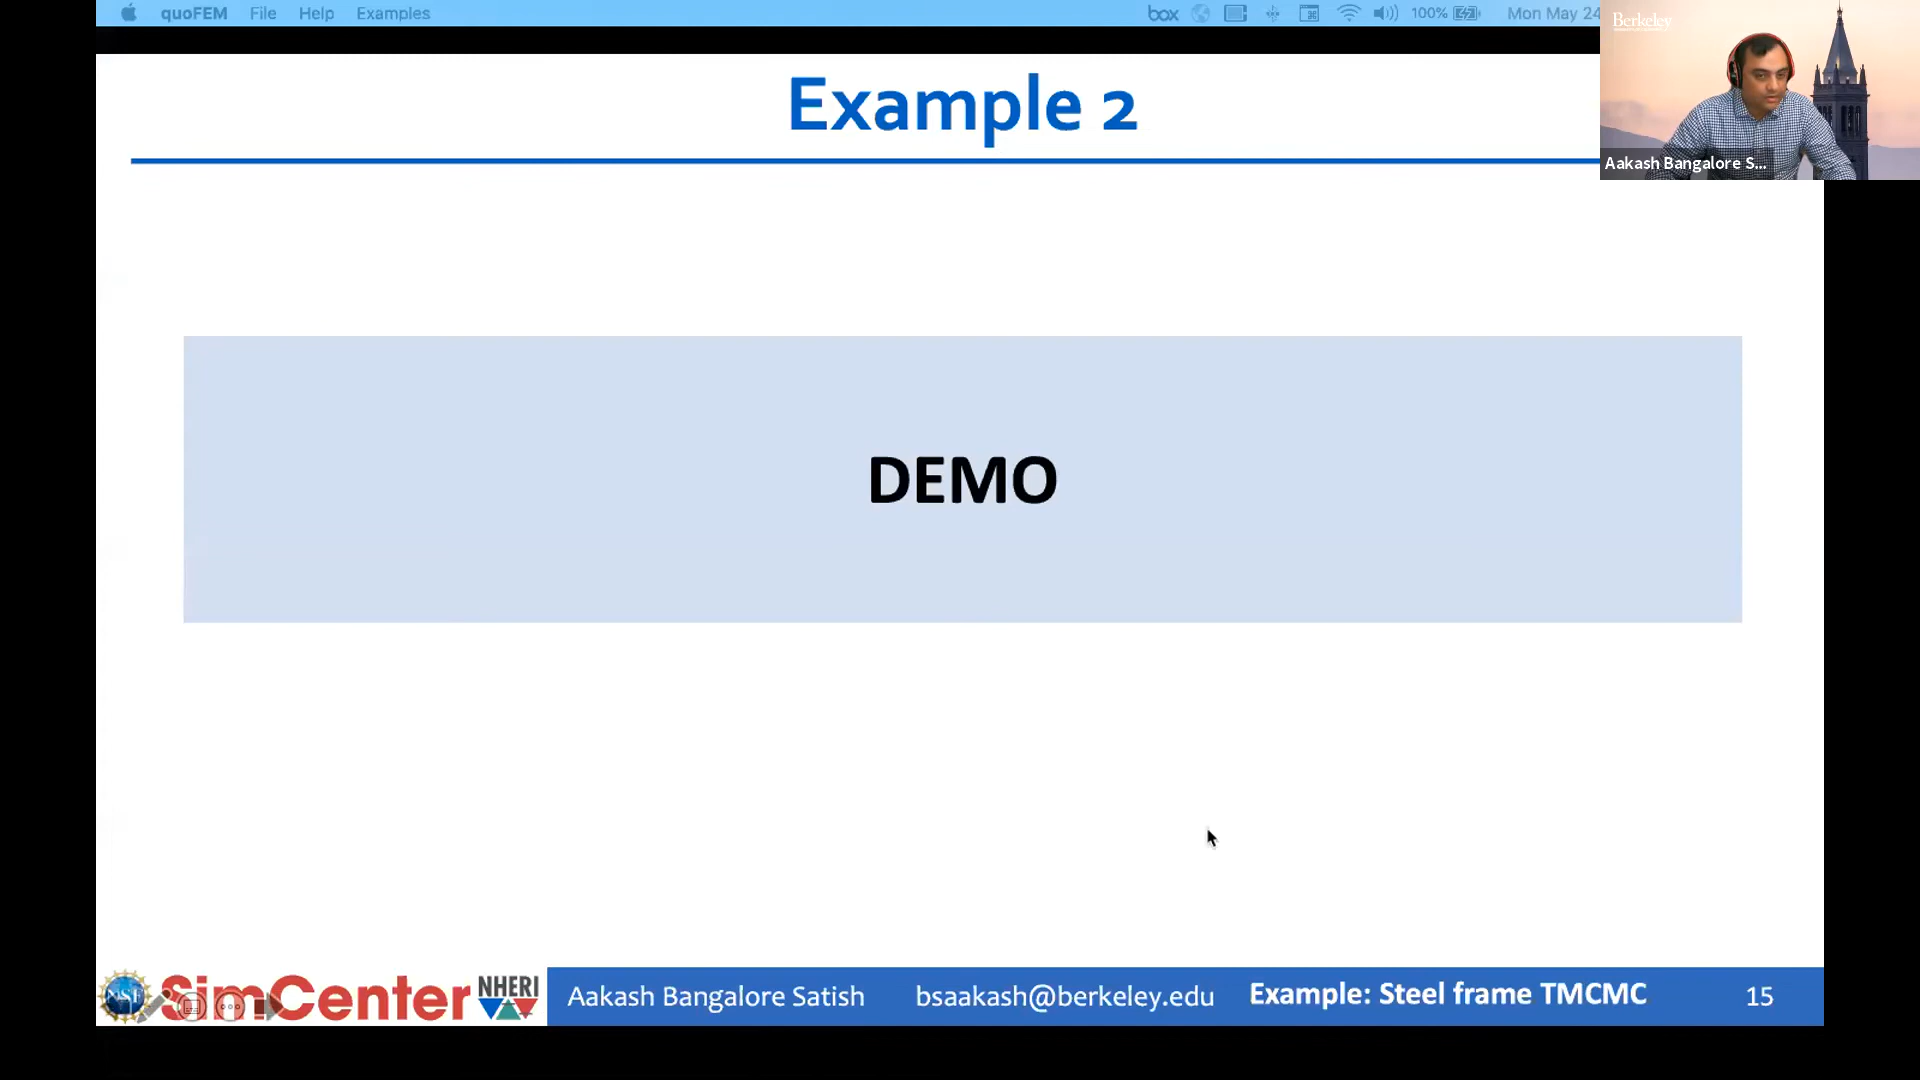 quoFEM File Help Examples box 100% Mon May 24
Berkeley
Aakash Bangalore S...
Example 2
DEMO
NSF SimCenter NHERI Aakash Bangalore Satish bsaakash@berkeley.edu Example: Steel frame TMCMC 15